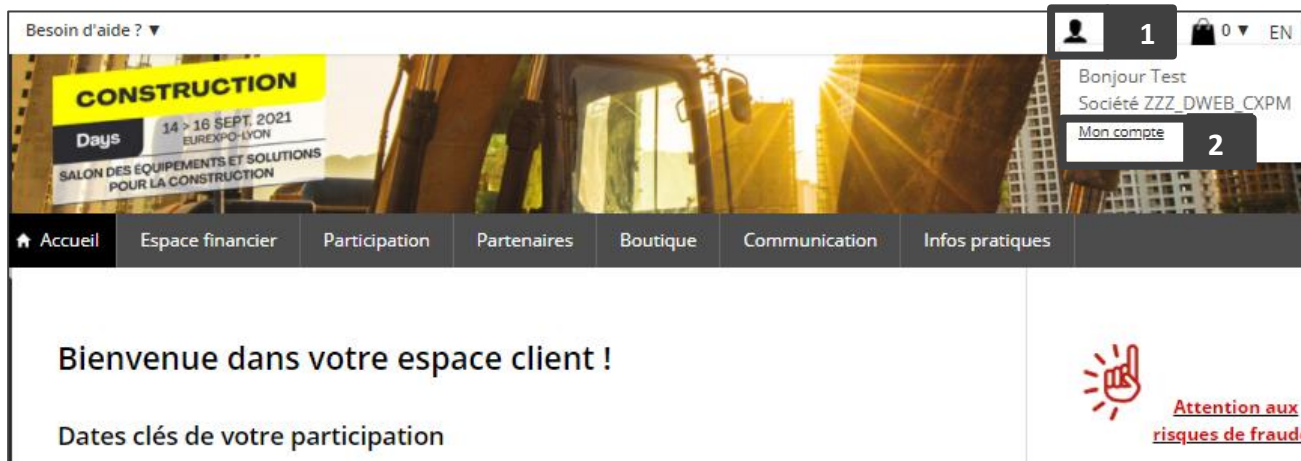 Besoin d'aide ? ▼
1
0 ▼ EN
Bonjour Test
Société ZZZ_DWEB_CXPM
Mon compte
2
CONSTRUCTION
Days
14 > 16 SEPT. 2021
EUREXPO-LYON
SALON DES ÉQUIPEMENTS ET SOLUTIONS
POUR LA CONSTRUCTION
Accueil Espace financier Participation Partenaires Boutique Communication Infos pratiques
Bienvenue dans votre espace client !
Dates clés de votre participation
Attention aux
risques de fraude